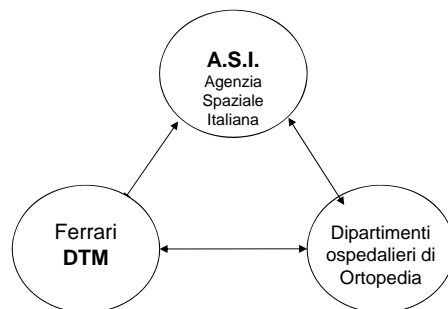 A.S.I.
Agenzia
Spaziale
Italiana
Ferrari
DTM
Dipartimenti
ospedalieri di
Ortopedia